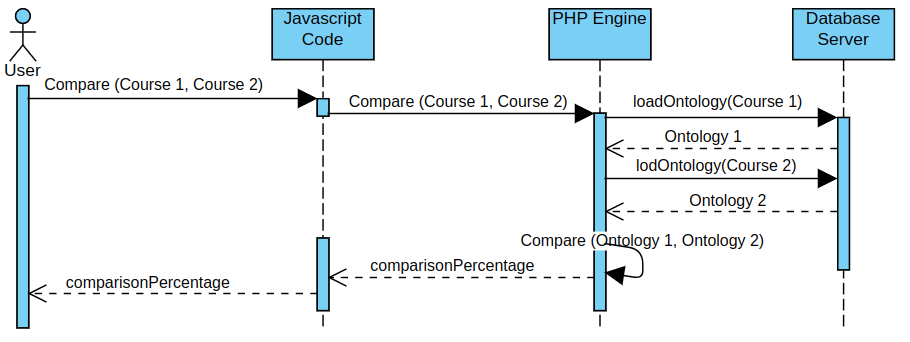 Javascript
Code
PHP Engine
Database
Server
User
Compare (Course 1, Course 2)
Compare (Course 1, Course 2)
loadOntology(Course 1)
Ontology 1
lodOntology(Course 2)
Ontology 2
Compare (Ontology 1, Ontology 2)
comparisonPercentage
comparisonPercentage